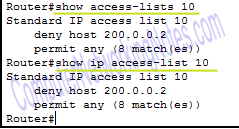 Router#show access-lists 10
Standard IP access list 10
    deny host 200.0.0.2
    permit any (8 match(es))
Router#show ip access-list 10
Standard IP access list 10
    deny host 200.0.0.2
    permit any (8 match(es))
Router#
ComputerNetworkingNotes.com